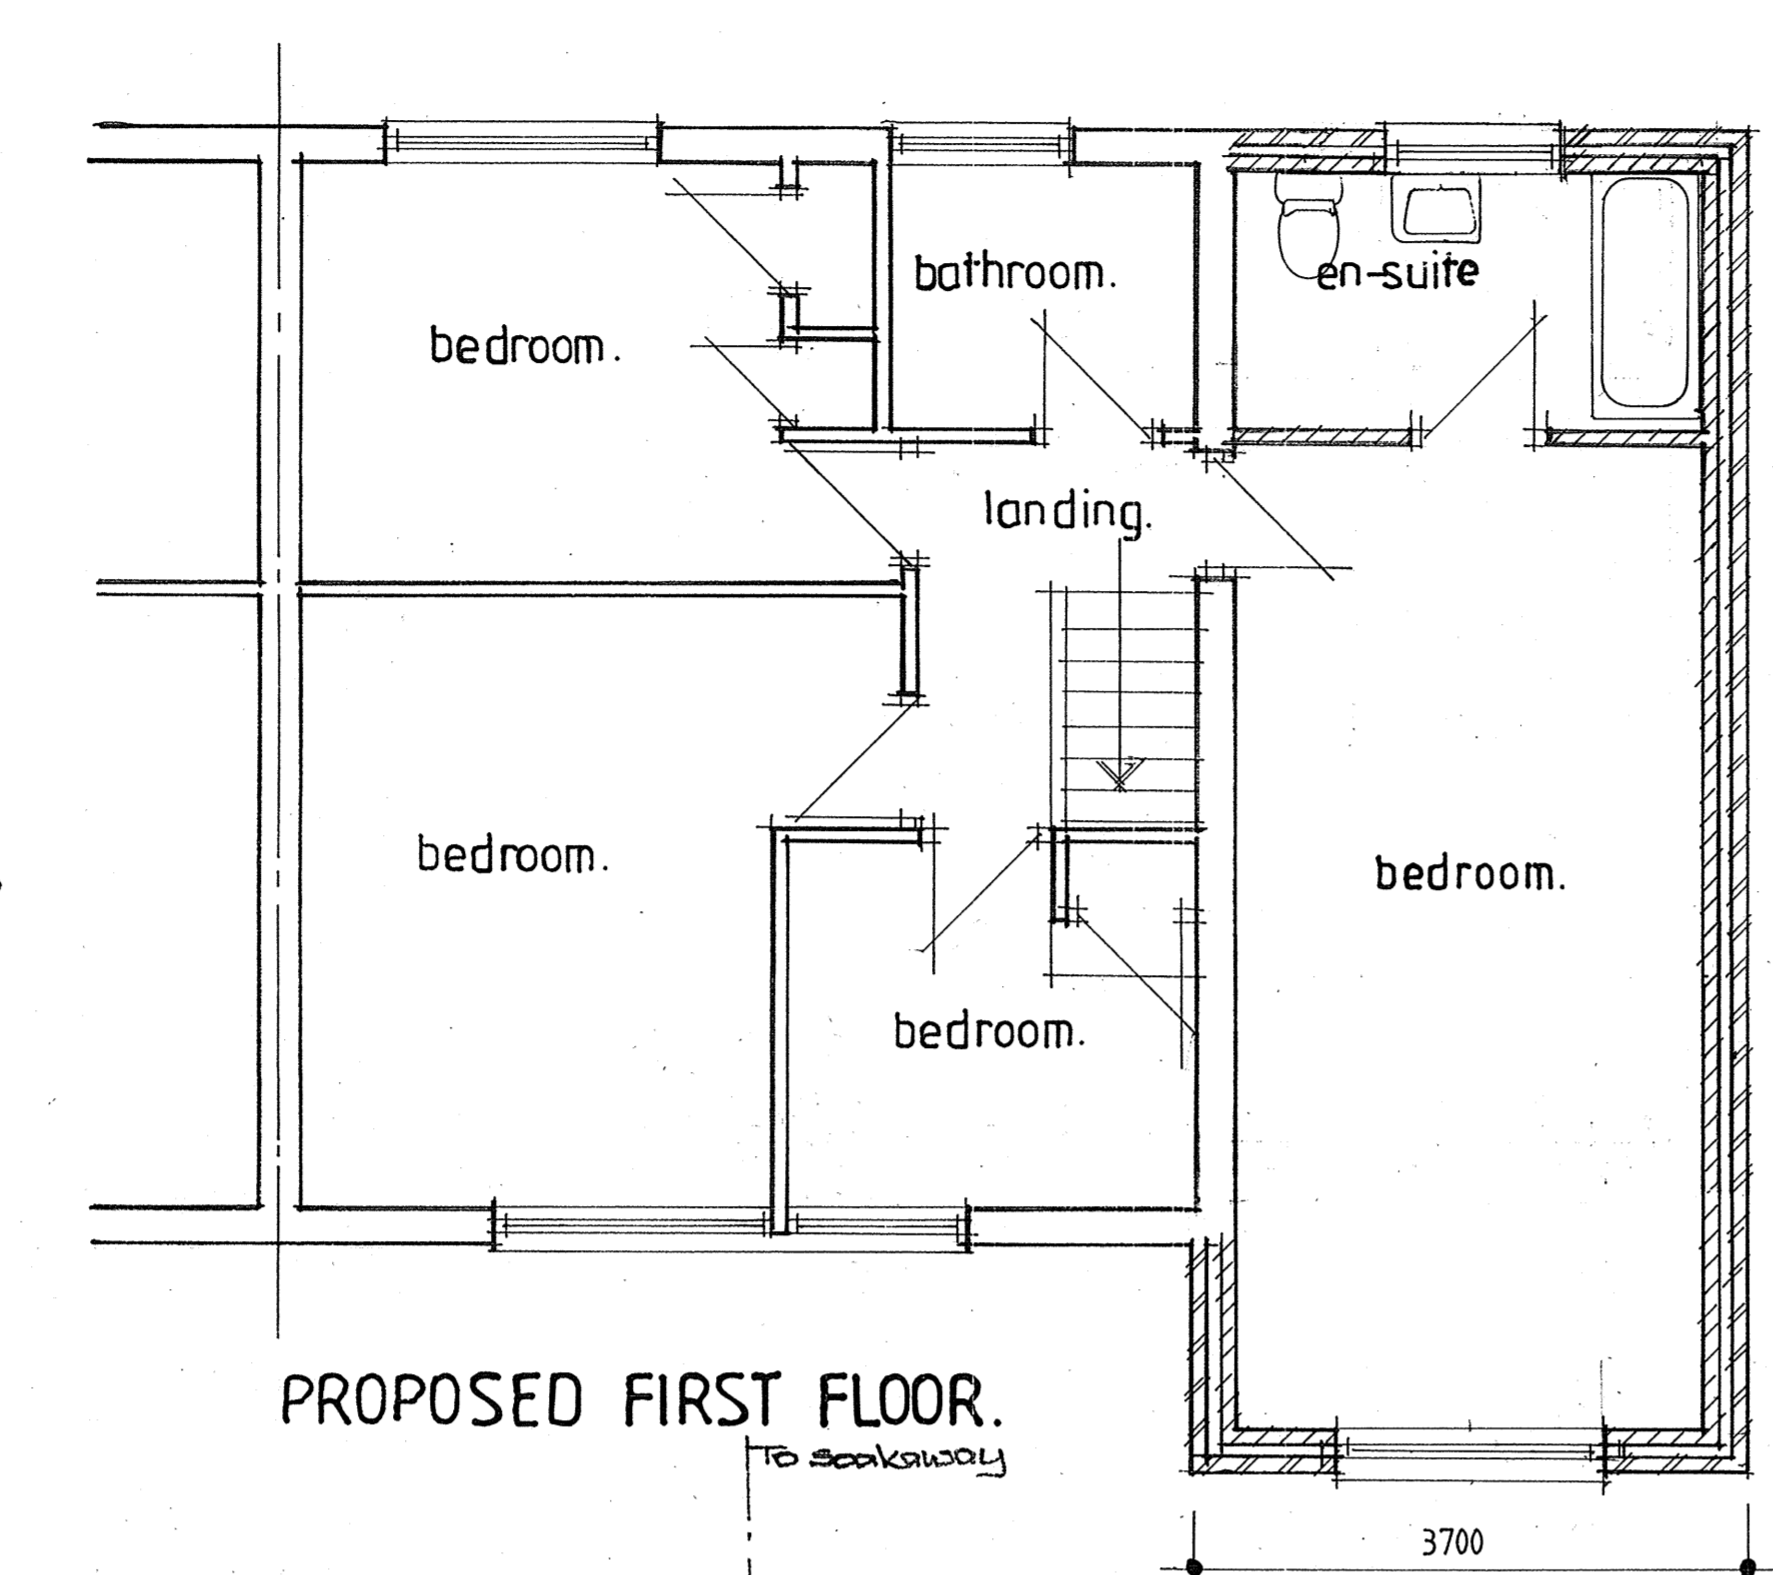 bathroom.
en-suite
bedroom.
landing.
bedroom.
bedroom.
bedroom.
PROPOSED FIRST FLOOR.
To soakaway
3700